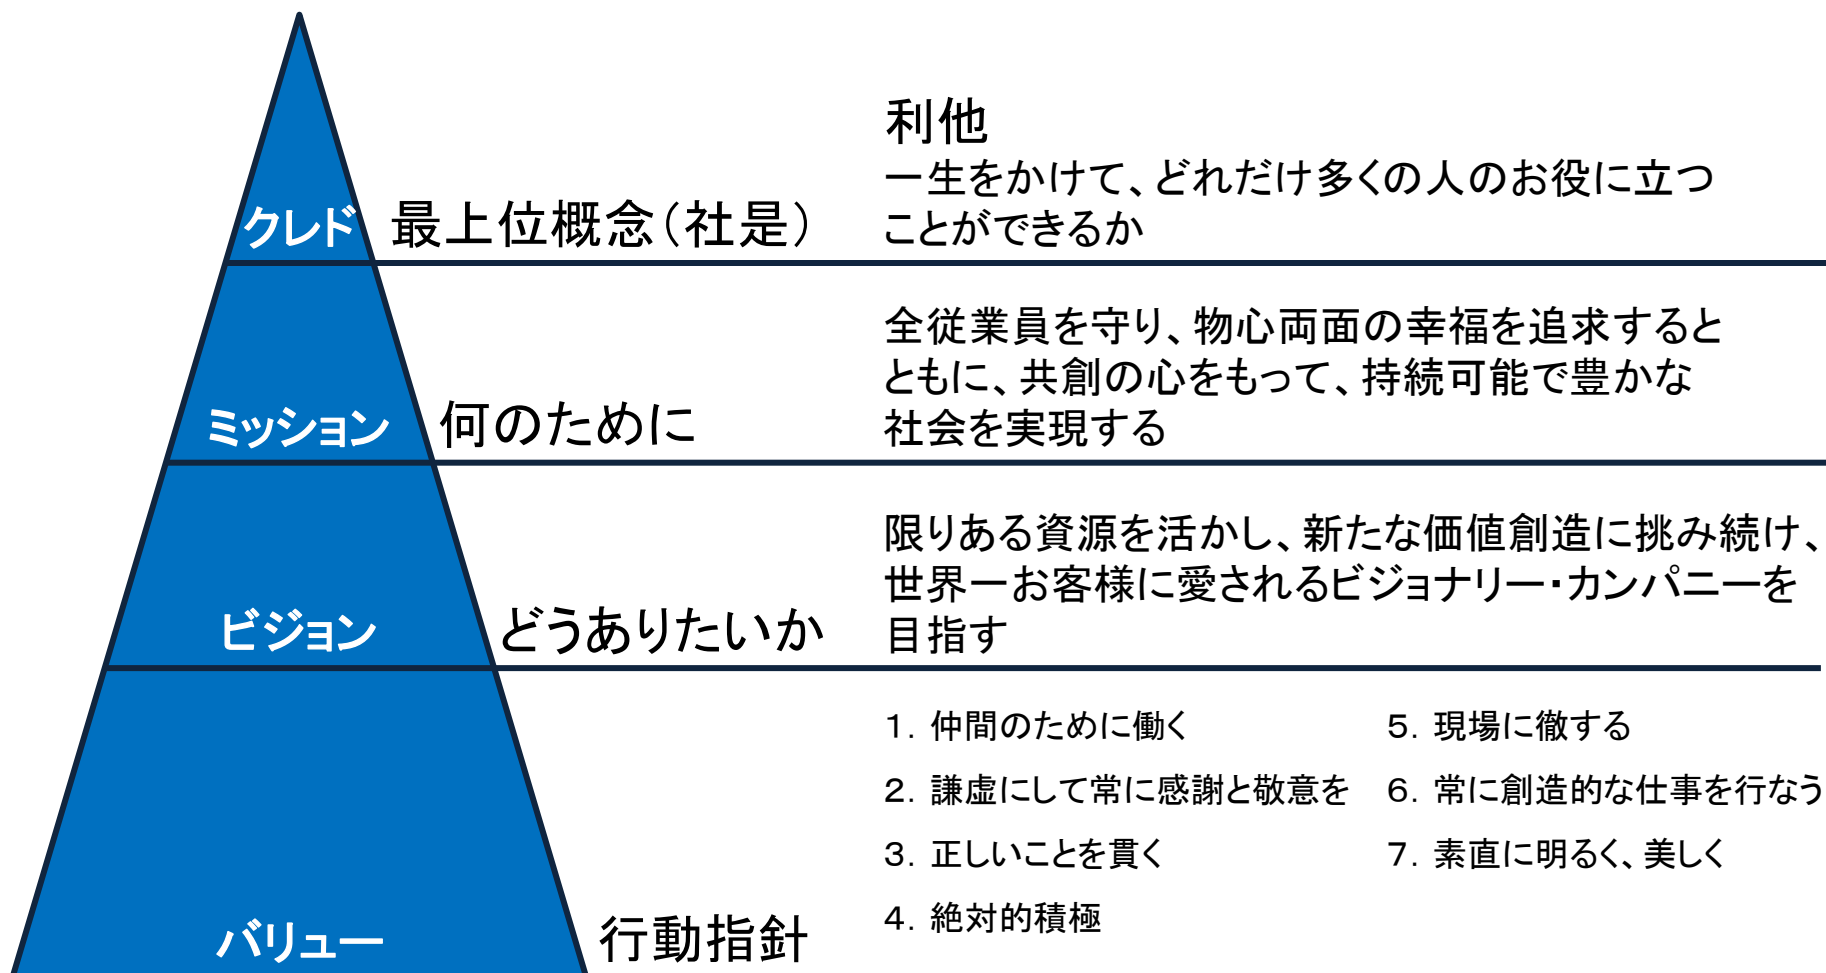 利他
一生をかけて、どれだけ多くの人のお役に立つ
クレド 最上位概念（社是） ことができるか
全従業員を守り、物心両面の幸福を追求すると
ともに、共創の心をもって、持続可能で豊かな
ミッション 何のために 社会を実現する
限りある資源を活かし、新たな価値創造に挑み続け、
世界一お客様に愛されるビジョナリー・カンパニーを
ビジョン どうありたいか 目指す
1. 仲間のために働く 5. 現場に徹する
2. 謙虚にして常に感謝と敬意を 6. 常に創造的な仕事を行なう
3. 正しいことを貫く 7. 素直に明るく、美しく
4. 絶対的積極
バリュー 行動指針